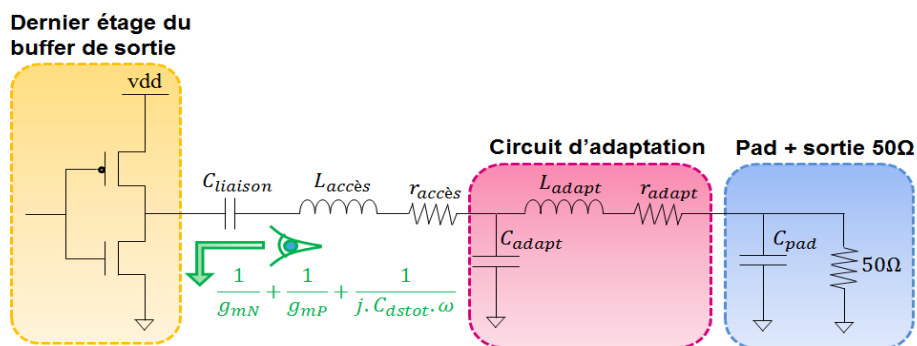 Dernier étage du
buffer de sortie
vdd
Circuit d'adaptation
Pad + sortie 50Ω
C_liaison
L_accès
r_accès
L_adapt
r_adapt
C_adapt
C_pad
50Ω
1/g_mN + 1/g_mP + 1/j.C_dstot.ω